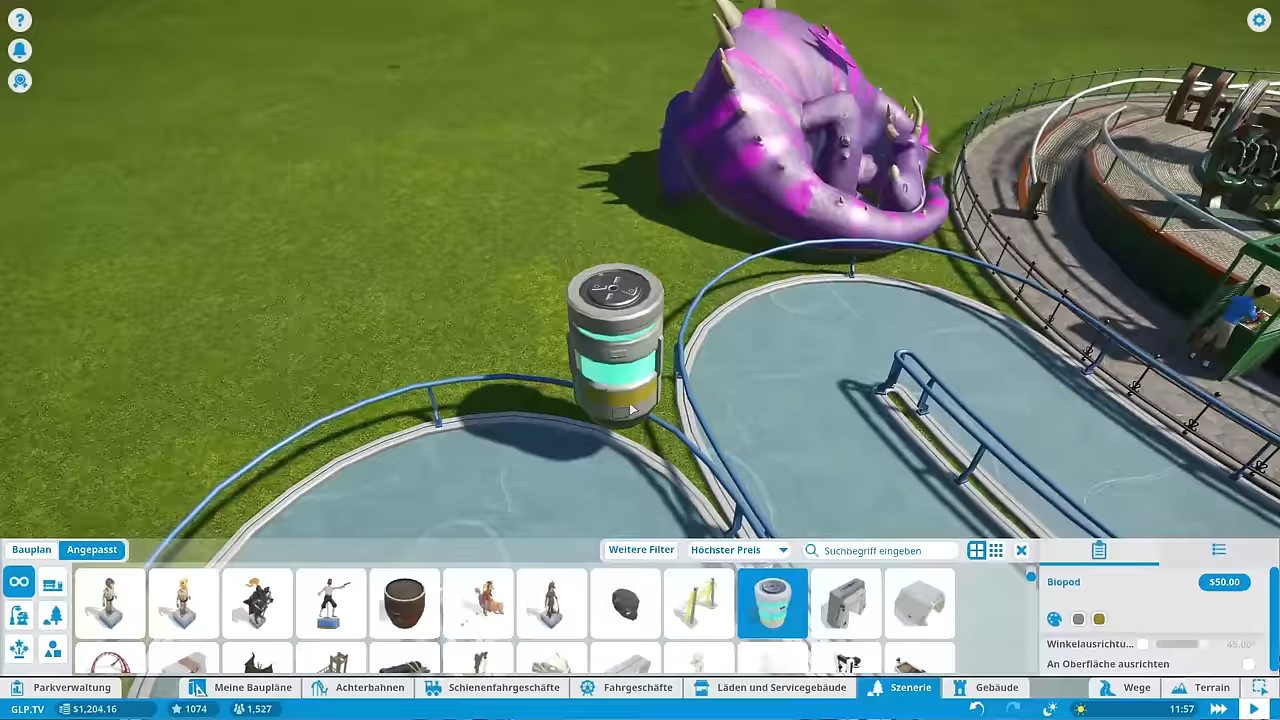 ?
Bauplan Angepasst Weitere Filter Höchster Preis Suchbegriff eingeben
Biopod $50.00
Winkelausrichtu... 45.00°
An Oberfläche ausrichten
Parkverwaltung Meine Baupläne Achterbahnen Schienenfahrgeschäfte Fahrgeschäfte Läden und Servicegebäude Szenerie Gebäude Wege Terrain
GLP.TV $1,204.16 1074 1,527 11:57